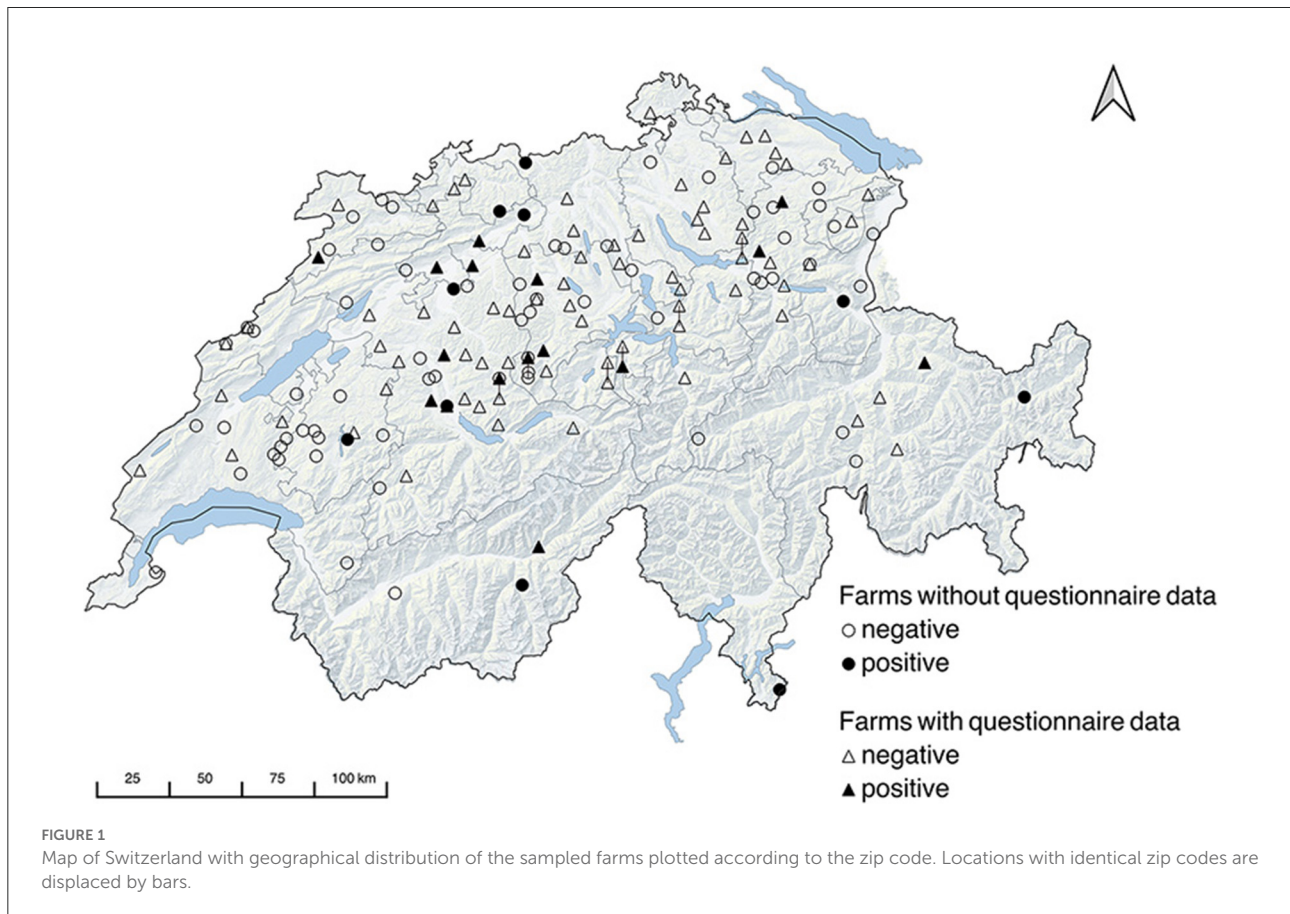 Farms without questionnaire data
negative
positive
Farms with questionnaire data
negative
positive
25 50 75 100 km
FIGURE 1
Map of Switzerland with geographical distribution of the sampled farms plotted according to the zip code. Locations with identical zip codes are
displaced by bars.